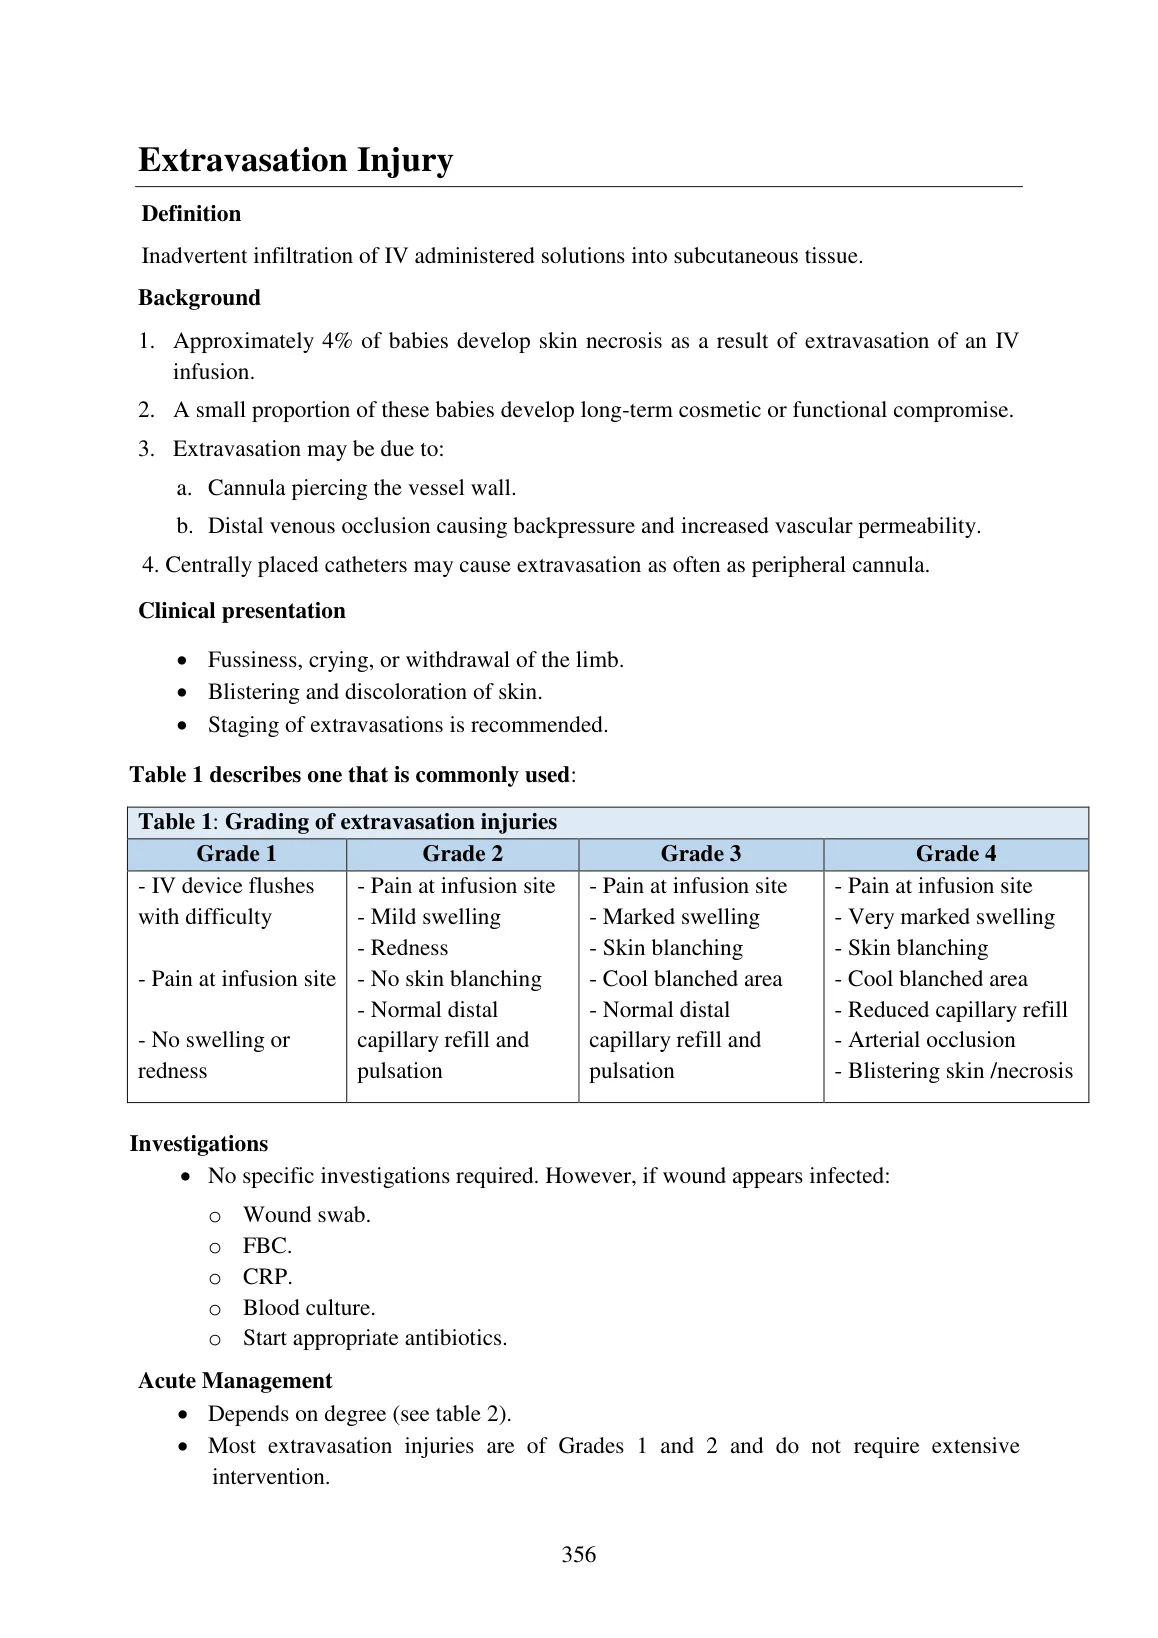 Extravasation Injury
Definition
Inadvertent infiltration of IV administered solutions into subcutaneous tissue.
Background
1. Approximately 4% of babies develop skin necrosis as a result of extravasation of an IV
infusion.
2. A small proportion of these babies develop long-term cosmetic or functional compromise.
3. Extravasation may be due to:
a. Cannula piercing the vessel wall.
b. Distal venous occlusion causing backpressure and increased vascular permeability.
4. Centrally placed catheters may cause extravasation as often as peripheral cannula.
Clinical presentation
• Fussiness, crying, or withdrawal of the limb.
• Blistering and discoloration of skin.
• Staging of extravasations is recommended.
Table 1 describes one that is commonly used:
Table 1: Grading of extravasation injuries
Grade 1
- IV device flushes
with difficulty
- Pain at infusion site
- No swelling or
redness
Grade 2
- Pain at infusion site
- Mild swelling
- Redness
- No skin blanching
- Normal distal
capillary refill and
pulsation
Grade 3
- Pain at infusion site
- Marked swelling
- Skin blanching
- Cool blanched area
- Normal distal
capillary refill and
pulsation
Grade 4
- Pain at infusion site
- Very marked swelling
- Skin blanching
- Cool blanched area
- Reduced capillary refill
- Arterial occlusion
- Blistering skin /necrosis
Investigations
• No specific investigations required. However, if wound appears infected:
o Wound swab.
o FBC.
o CRP.
o Blood culture.
o Start appropriate antibiotics.
Acute Management
• Depends on degree (see table 2).
• Most extravasation injuries are of Grades 1 and 2 and do not require extensive
intervention.
356